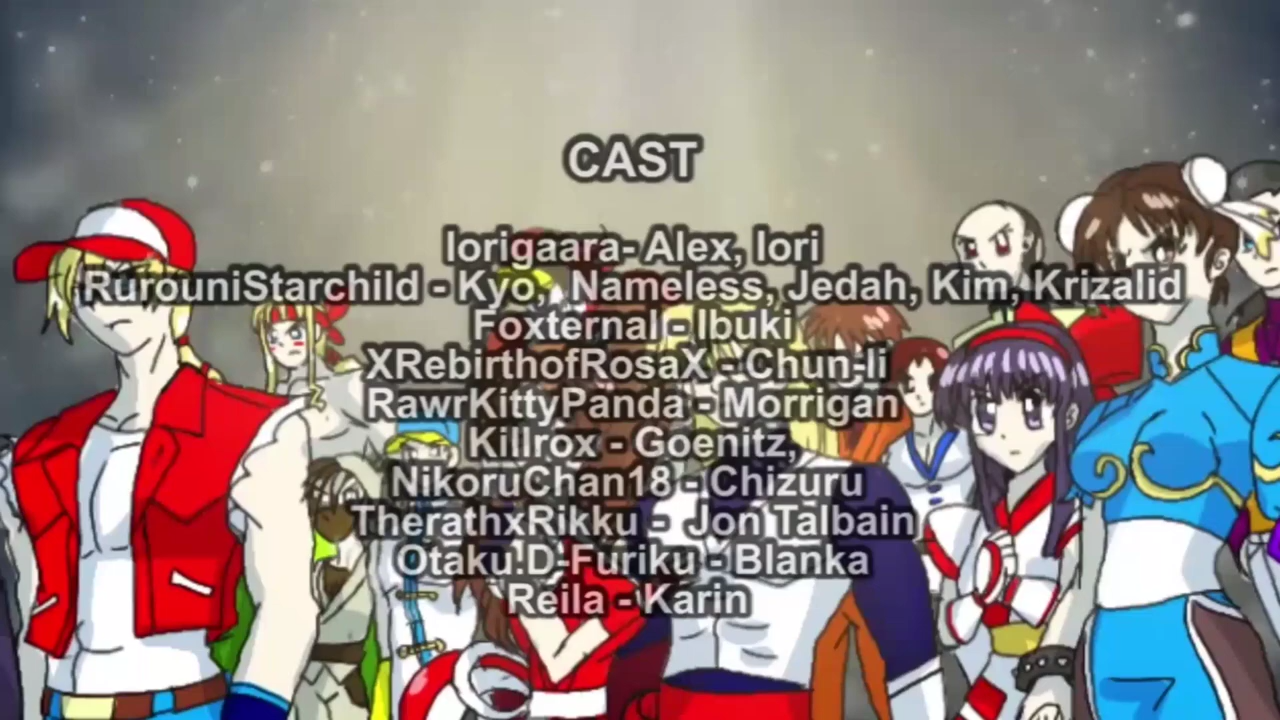 CAST
Iorigaara- Alex, Iori
RurouniStarchild - Kyo, Nameless, Jedah, Kim, Krizalid
Foxternal - Ibuki
XRebirthofRosaX - Chun-li
RawrKittyPanda - Morrigan
Killrox - Goenitz,
NikoruChan18 - Chizuru
TherathxRikku - Jon Talbain
Otaku.D-Furiku - Blanka
Reila - Karin